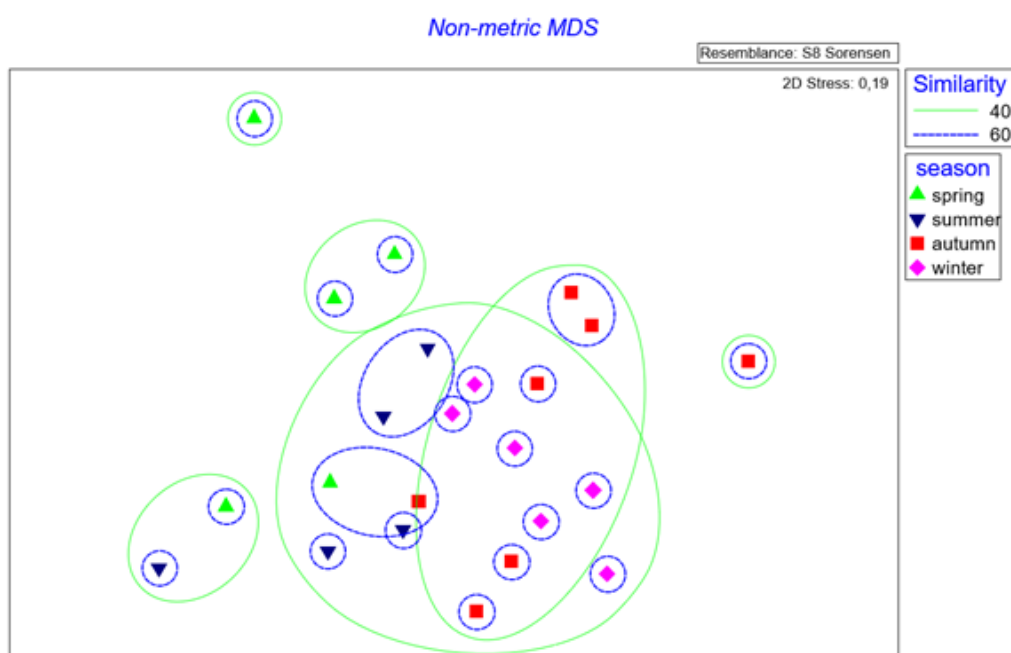 Non-metric MDS
Resemblance: S8 Sorensen
2D Stress: 0,19
Similarity
40
60
season
spring
summer
autumn
winter